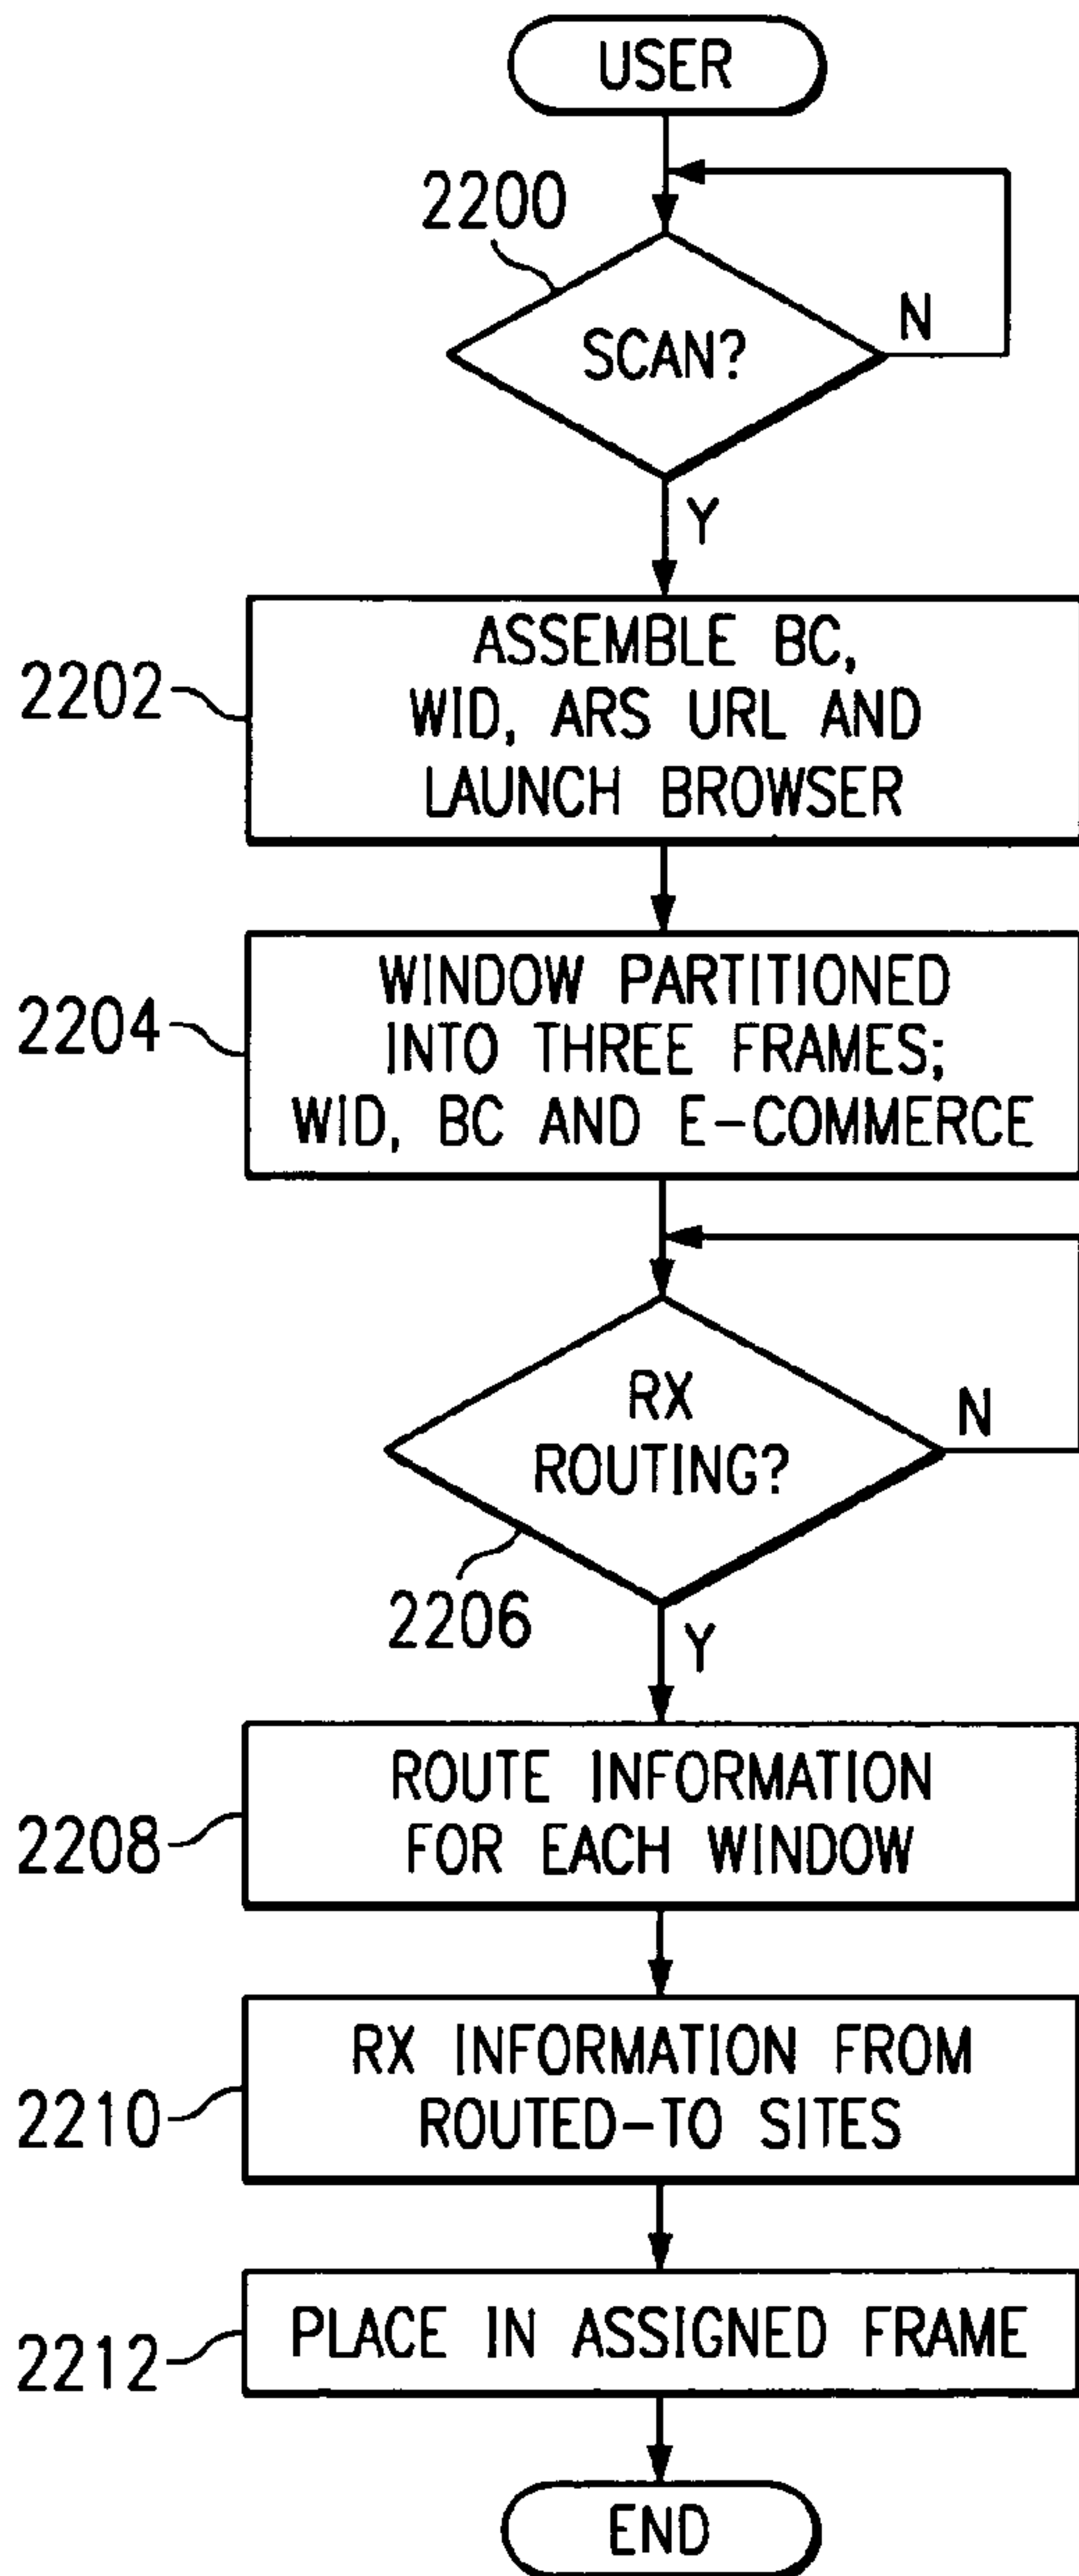 USER
2200
SCAN?
N
Y
2202
ASSEMBLE BC,
WID, ARS URL AND
LAUNCH BROWSER
2204
WINDOW PARTITIONED
INTO THREE FRAMES;
WID, BC AND E-COMMERCE
RX
ROUTING?
N
2206
Y
2208
ROUTE INFORMATION
FOR EACH WINDOW
2210
RX INFORMATION FROM
ROUTED-TO SITES
2212
PLACE IN ASSIGNED FRAME
END